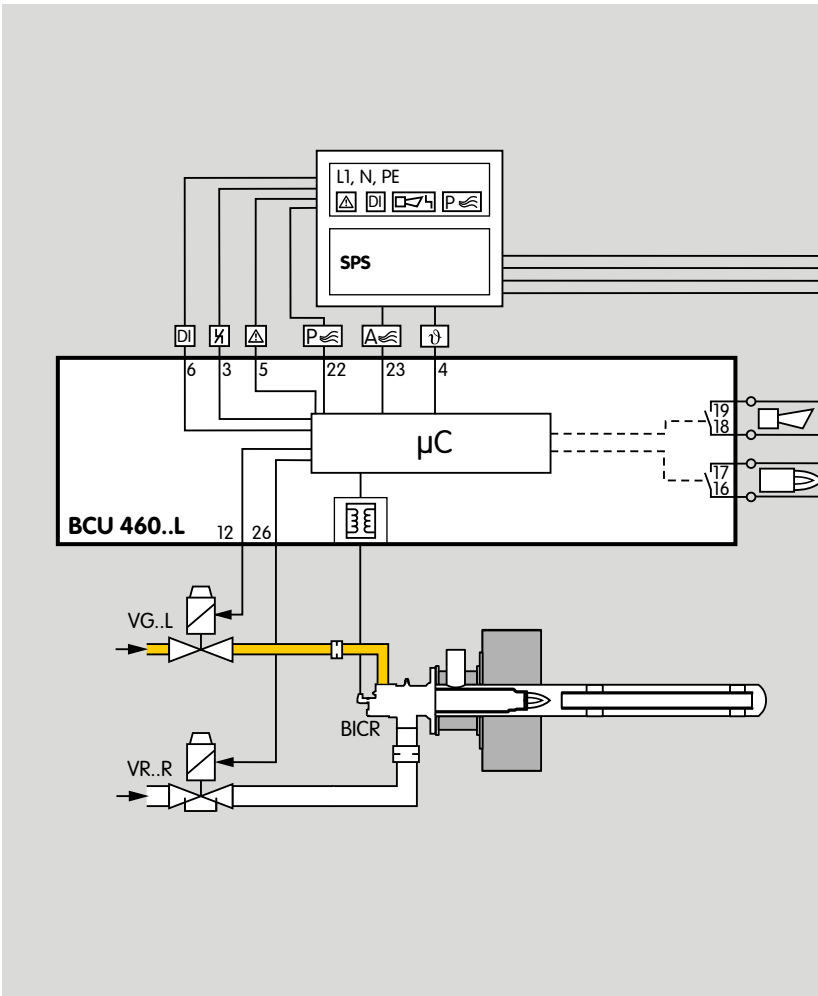 L1, N, PE
DI P
SPS
DI P A ϑ
6 3 5 22 23 4
19
18
µC
17
16
BCU 460..L 12 26
VG..L
BICR
VR..R